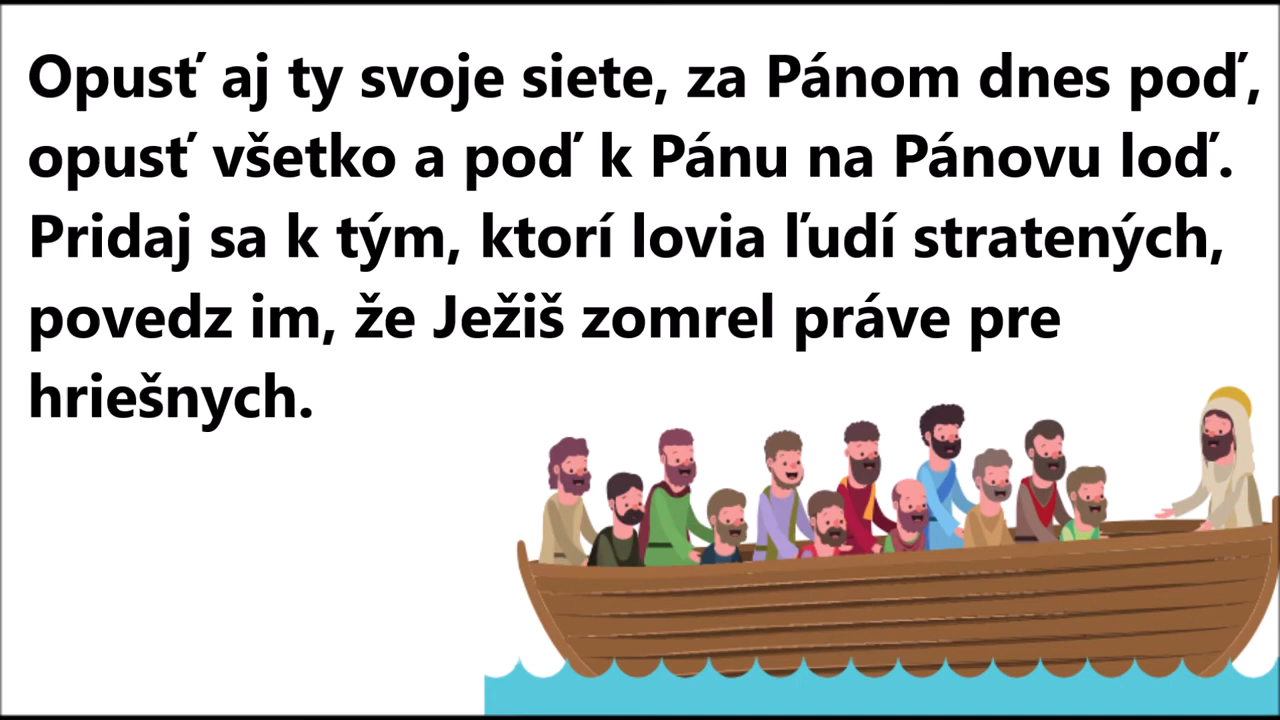 Opusť aj ty svoje siete, za Pánom dnes poď,
opusť všetko a poď k Pánu na Pánovu loď.
Pridaj sa k tým, ktorí lovia ľudí stratených,
povedz im, že Ježiš zomrel práve pre
hriešnych.